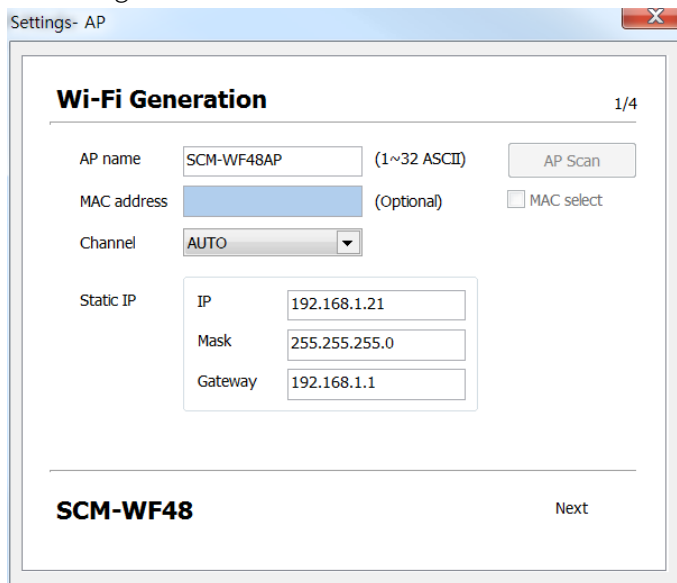 Settings- AP
X
Wi-Fi Generation
1/4
AP name SCM-WF48AP (1~32 ASCII) AP Scan
MAC address (Optional) MAC select
Channel AUTO
Static IP IP 192.168.1.21
Mask 255.255.255.0
Gateway 192.168.1.1
SCM-WF48 Next